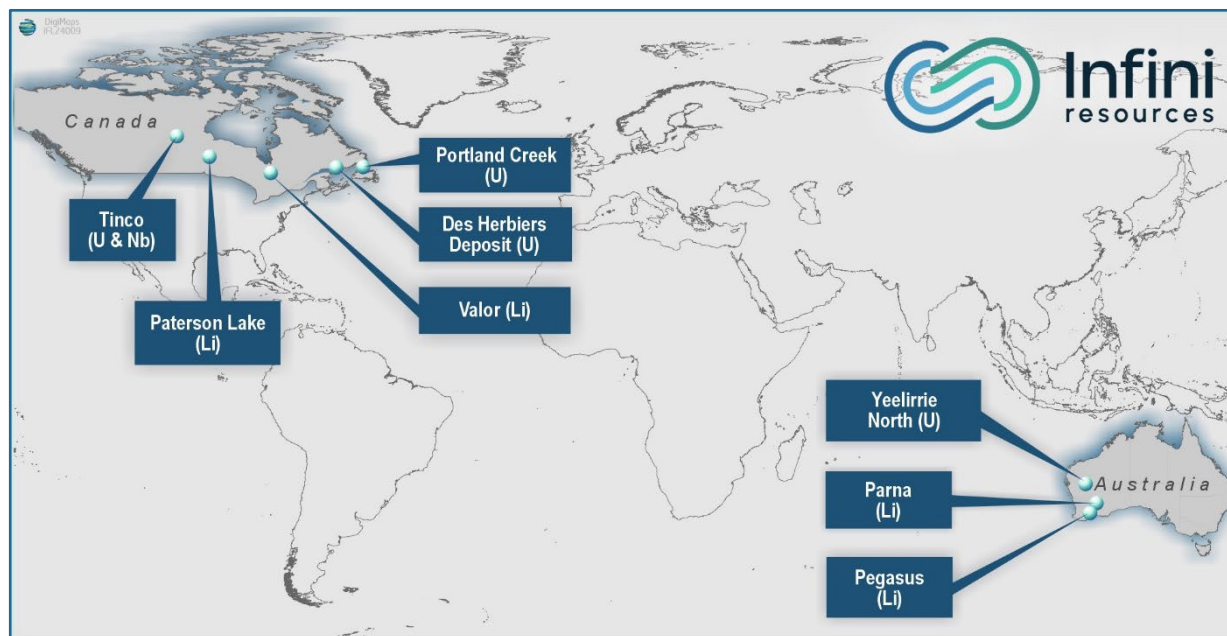 DigiMaps
IFL24009
Infini
resources
Canada
Portland Creek
(U)
Tinco
(U & Nb)
Des Herbiers
Deposit (U)
Valor (Li)
Paterson Lake
(Li)
Yeelirrie
North (U)
Australia
Parna
(Li)
Pegasus
(Li)